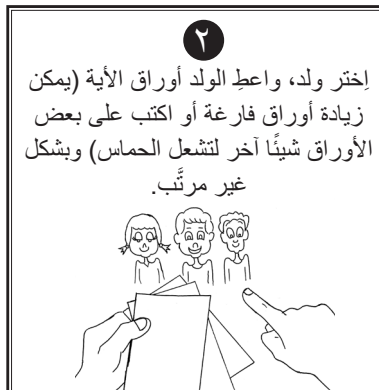 ٢
اِختر ولد، واعطِ الولد أوراق الأية (يمكن
زيادة أوراق فارغة أو اكتب على بعض
الأوراق شيئًا آخر لتشعل الحماس) وبشكل
غير مرتَّب.